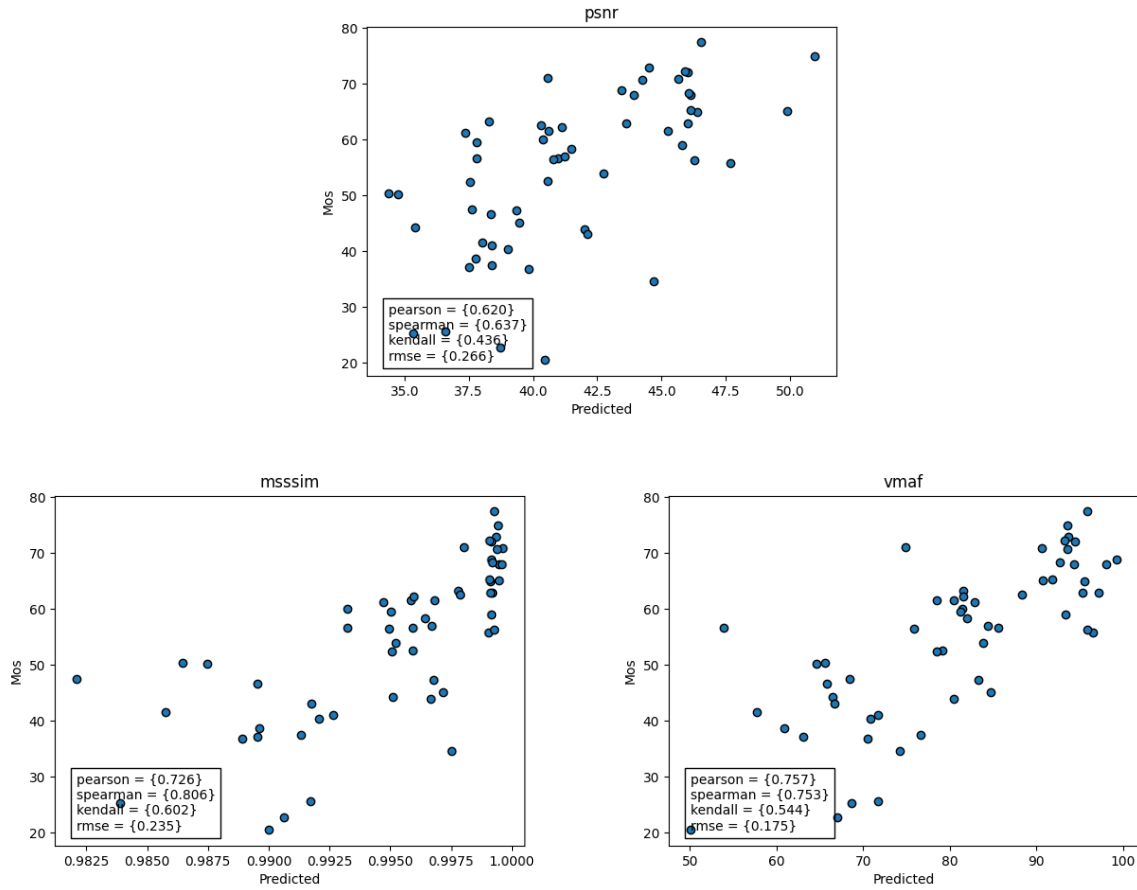 psnr
80
70
60
50
40
30
20
Mos
pearson = {0.620}
spearman = {0.637}
kendall = {0.436}
rmse = {0.266}
35.0 37.5 40.0 42.5 45.0 47.5 50.0
Predicted
msssim
80
70
60
50
40
30
20
Mos
pearson = {0.726}
spearman = {0.806}
kendall = {0.602}
rmse = {0.235}
0.9825 0.9850 0.9875 0.9900 0.9925 0.9950 0.9975 1.0000
Predicted
vmaf
80
70
60
50
40
30
20
Mos
pearson = {0.757}
spearman = {0.753}
kendall = {0.544}
rmse = {0.175}
50 60 70 80 90 100
Predicted